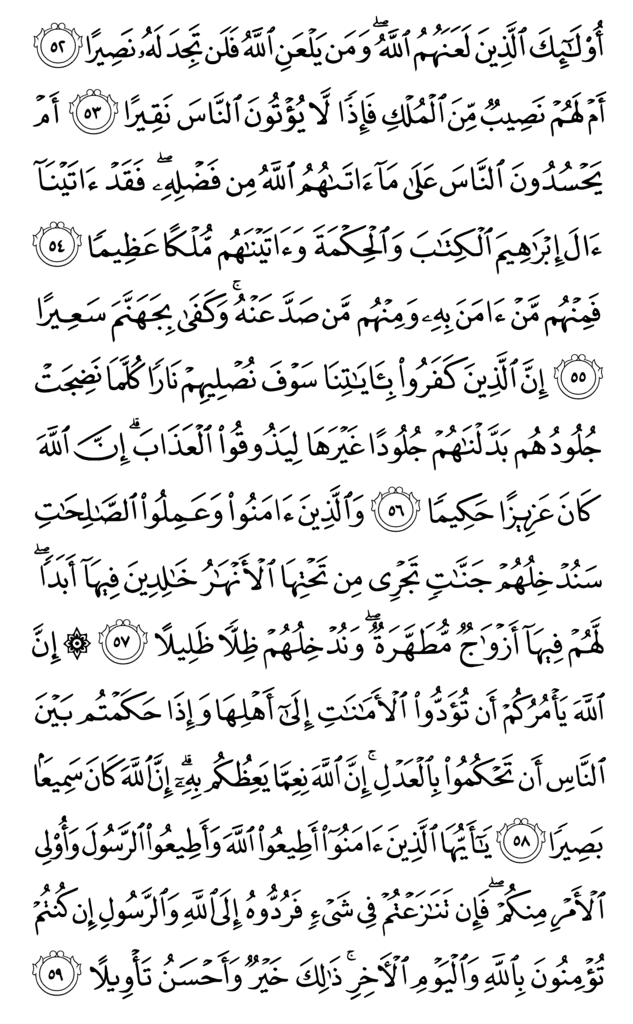 أُوْلَٰٓئِكَ ٱلَّذِينَ لَعَنَهُمُ ٱللَّهُۖ وَمَن يَلْعَنِ ٱللَّهُ فَلَن تَجِدَ لَهُۥ نَصِيرًا ٥٢
أَمْ لَهُمْ نَصِيبٌ مِّنَ ٱلْمُلْكِ فَإِذًا لَّا يُؤْتُونَ ٱلنَّاسَ نَقِيرًا ٥٣ أَمْ
يَحْسُدُونَ ٱلنَّاسَ عَلَىٰ مَآ ءَاتَىٰهُمُ ٱللَّهُ مِن فَضْلِهِۦۖ فَقَدْ ءَاتَيْنَآ
ءَالَ إِبْرَٰهِيمَ ٱلْكِتَٰبَ وَٱلْحِكْمَةَ وَءَاتَيْنَٰهُم مُّلْكًا عَظِيمًا ٥٤
فَمِنْهُم مَّنْ ءَامَنَ بِهِۦ وَمِنْهُم مَّن صَدَّ عَنْهُۚ وَكَفَىٰ بِجَهَنَّمَ سَعِيرًا
٥٥ إِنَّ ٱلَّذِينَ كَفَرُواْ بِـَٔايَٰتِنَا سَوْفَ نُصْلِيهِمْ نَارًا كُلَّمَا نَضِجَتْ
جُلُودُهُم بَدَّلْنَٰهُمْ جُلُودًا غَيْرَهَا لِيَذُوقُواْ ٱلْعَذَابَۗ إِنَّ ٱللَّهَ
كَانَ عَزِيزًا حَكِيمًا ٥٦ وَٱلَّذِينَ ءَامَنُواْ وَعَمِلُواْ ٱلصَّٰلِحَٰتِ
سَنُدْخِلُهُمْ جَنَّٰتٍ تَجْرِى مِن تَحْتِهَا ٱلْأَنْهَٰرُ خَٰلِدِينَ فِيهَآ أَبَدًاۖ
لَّهُمْ فِيهَآ أَزْوَٰجٌ مُّطَهَّرَةٌۖ وَنُدْخِلُهُمْ ظِلًّا ظَلِيلًا ٥٧ ۞ إِنَّ
ٱللَّهَ يَأْمُرُكُمْ أَن تُؤَدُّواْ ٱلْأَمَٰنَٰتِ إِلَىٰٓ أَهْلِهَا وَإِذَا حَكَمْتُم بَيْنَ
ٱلنَّاسِ أَن تَحْكُمُواْ بِٱلْعَدْلِۚ إِنَّ ٱللَّهَ نِعِمَّا يَعِظُكُم بِهِۦٓۗ إِنَّ ٱللَّهَ كَانَ سَمِيعًۢا
بَصِيرًا ٥٨ يَٰٓأَيُّهَا ٱلَّذِينَ ءَامَنُوٓاْ أَطِيعُواْ ٱللَّهَ وَأَطِيعُواْ ٱلرَّسُولَ وَأُوْلِى
ٱلْأَمْرِ مِنكُمْۖ فَإِن تَنَٰزَعْتُمْ فِى شَىْءٍ فَرُدُّوهُ إِلَى ٱللَّهِ وَٱلرَّسُولِ إِن كُنتُمْ
تُؤْمِنُونَ بِٱللَّهِ وَٱلْيَوْمِ ٱلْأَخِرِۚ ذَٰلِكَ خَيْرٌ وَأَحْسَنُ تَأْوِيلًا ٥٩